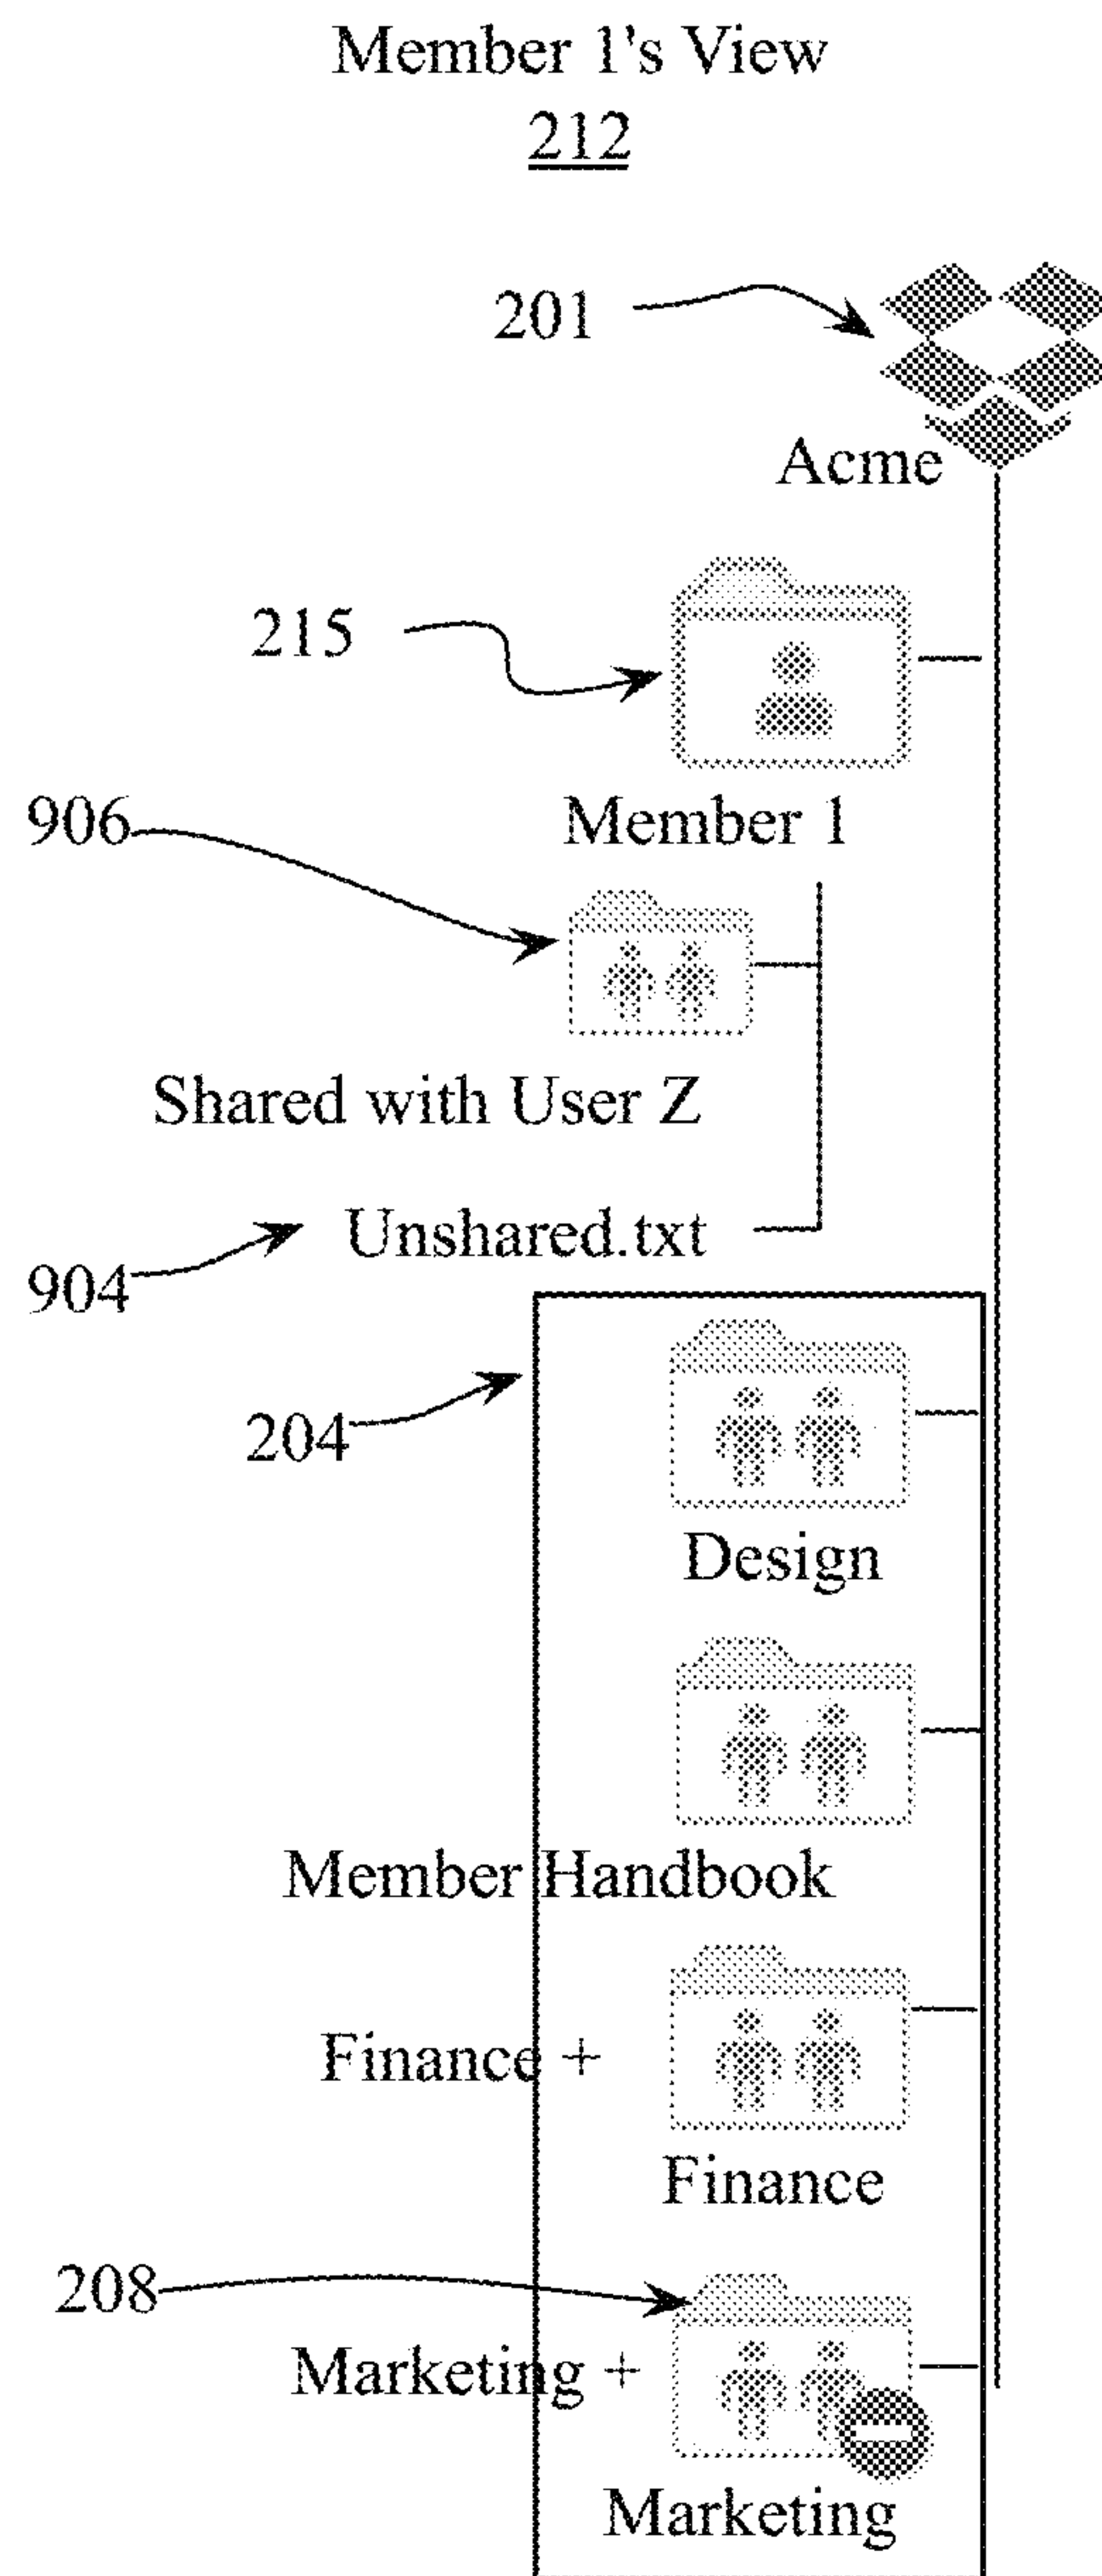 Member 1's View
212
201
Acme
215
Member 1
906
Shared with User Z
Unshared.txt
904
204
Design
Member Handbook
Finance +
Finance
208
Marketing +
Marketing